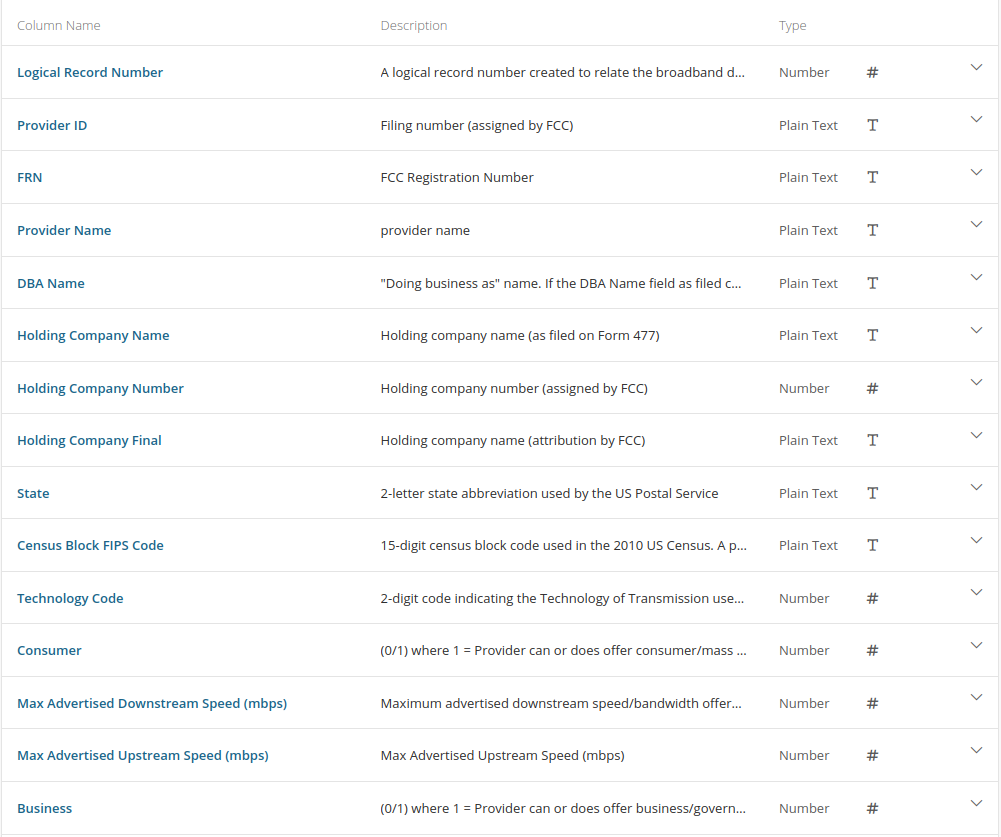 Column Name Description Type
Logical Record Number A logical record number created to relate the broadband d... Number #
Provider ID Filing number (assigned by FCC) Plain Text T
FRN FCC Registration Number Plain Text T
Provider Name provider name Plain Text T
DBA Name "Doing business as" name. If the DBA Name field as filed c... Plain Text T
Holding Company Name Holding company name (as filed on Form 477) Plain Text T
Holding Company Number Holding company number (assigned by FCC) Number #
Holding Company Final Holding company name (attribution by FCC) Plain Text T
State 2-letter state abbreviation used by the US Postal Service Plain Text T
Census Block FIPS Code 15-digit census block code used in the 2010 US Census. A p... Plain Text T
Technology Code 2-digit code indicating the Technology of Transmission use... Number #
Consumer (0/1) where 1 = Provider can or does offer consumer/mass ... Number #
Max Advertised Downstream Speed (mbps) Maximum advertised downstream speed/bandwidth offer... Number #
Max Advertised Upstream Speed (mbps) Max Advertised Upstream Speed (mbps) Number #
Business (0/1) where 1 = Provider can or does offer business/govern... Number #